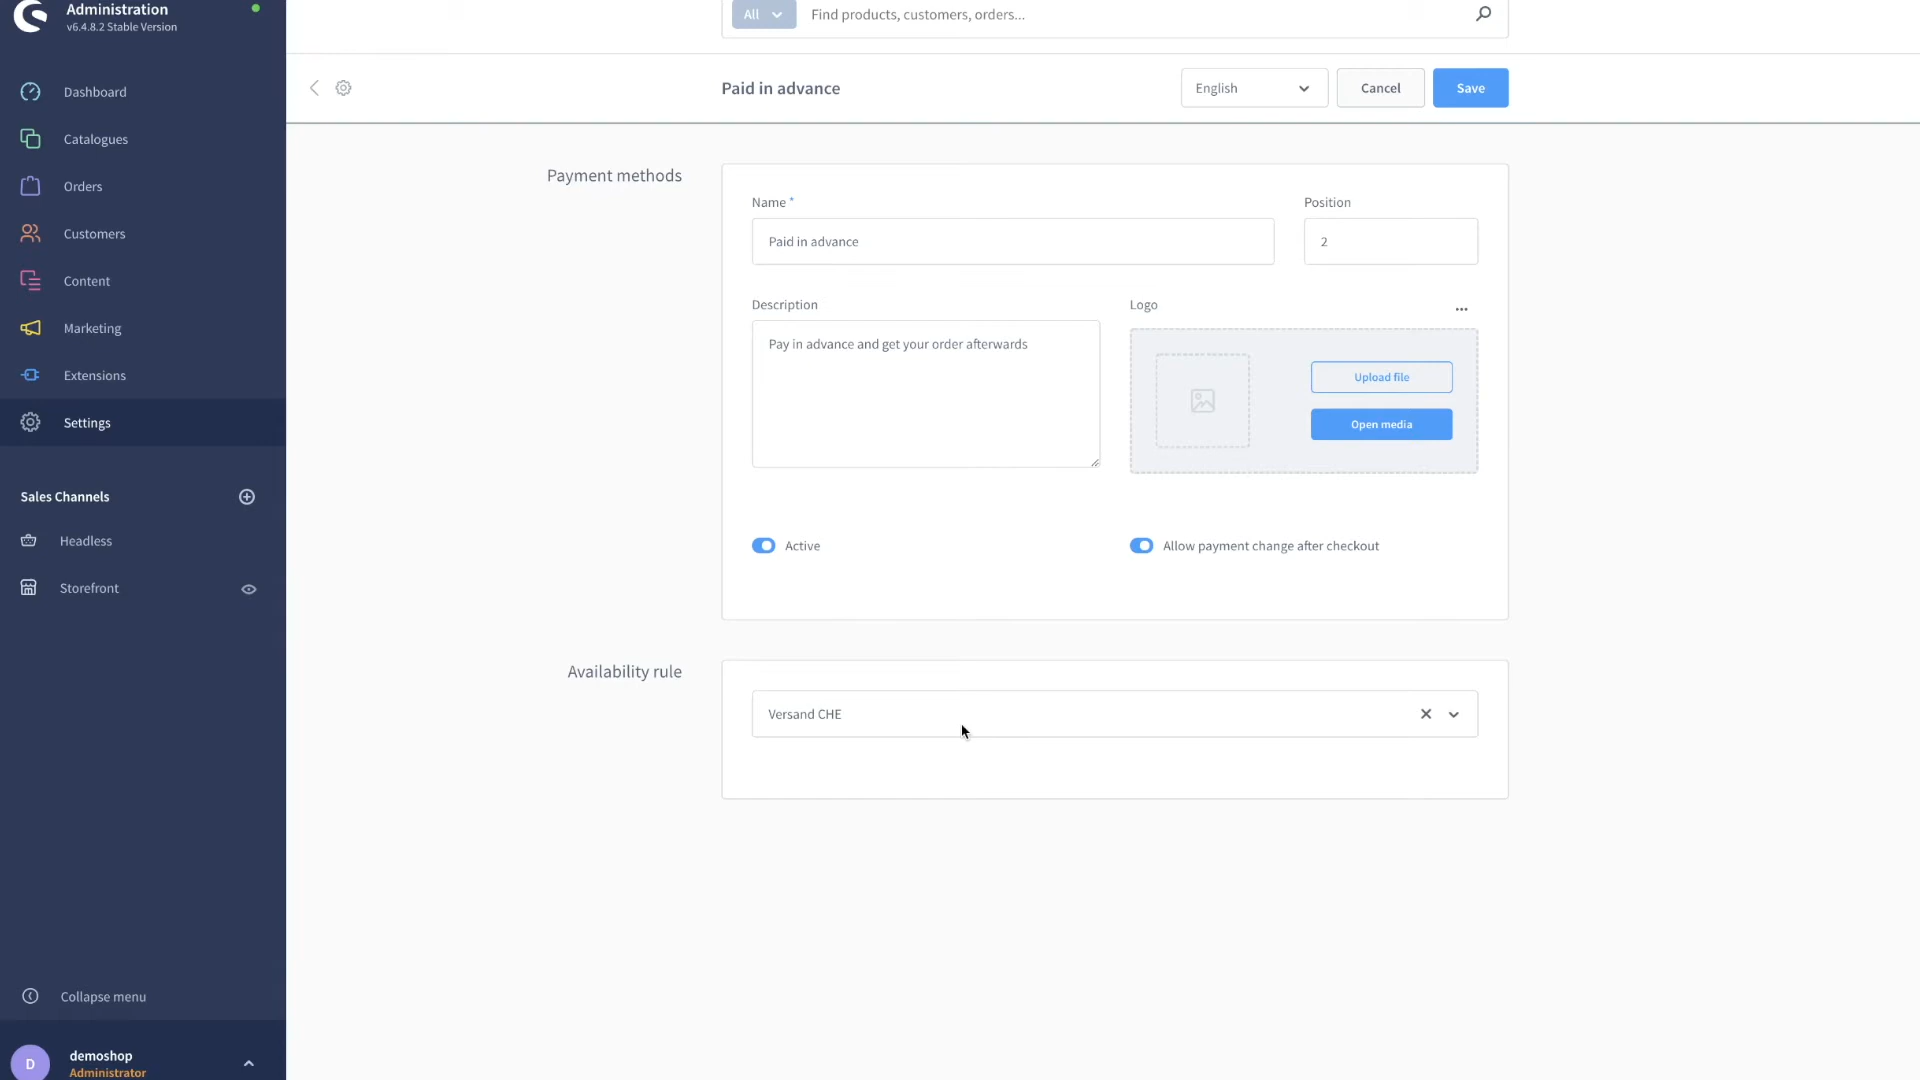 Administration
v6.4.8.2 Stable Version
All
Find products, customers, orders...
Paid in advance
English
Cancel
Save
Dashboard
Catalogues
Orders
Customers
Content
Marketing
Extensions
Settings
Sales Channels
Headless
Storefront
Collapse menu
D
demoshop
Administrator
Payment methods
Name *
Position
Paid in advance
2
Description
Logo
Pay in advance and get your order afterwards
Upload file
Open media
Active
Allow payment change after checkout
Availability rule
Versand CHE